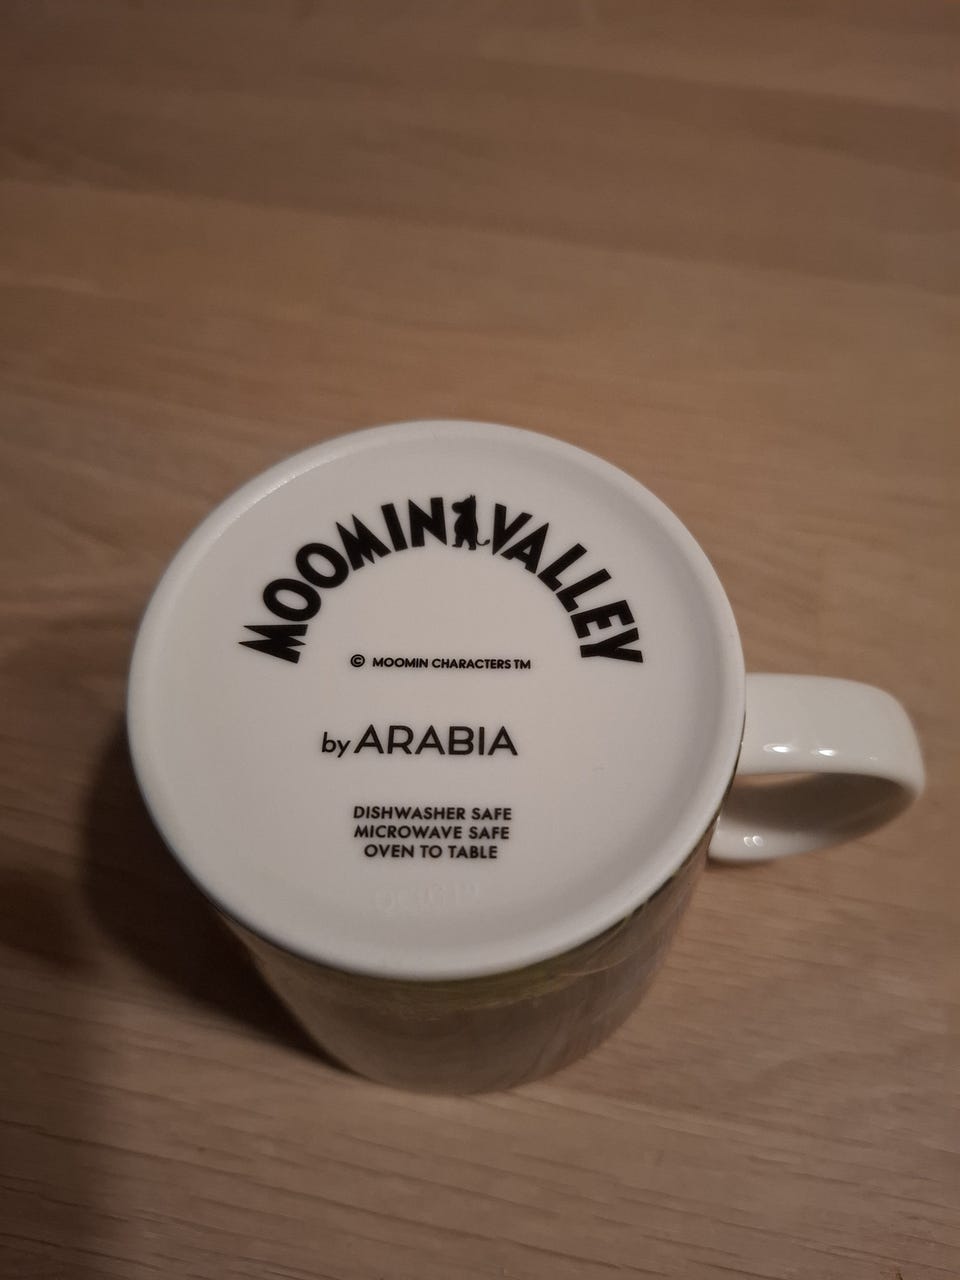 MOOMINVALLEY
© MOOMIN CHARACTERS TM
by ARABIA
DISHWASHER SAFE
MICROWAVE SAFE
OVEN TO TABLE